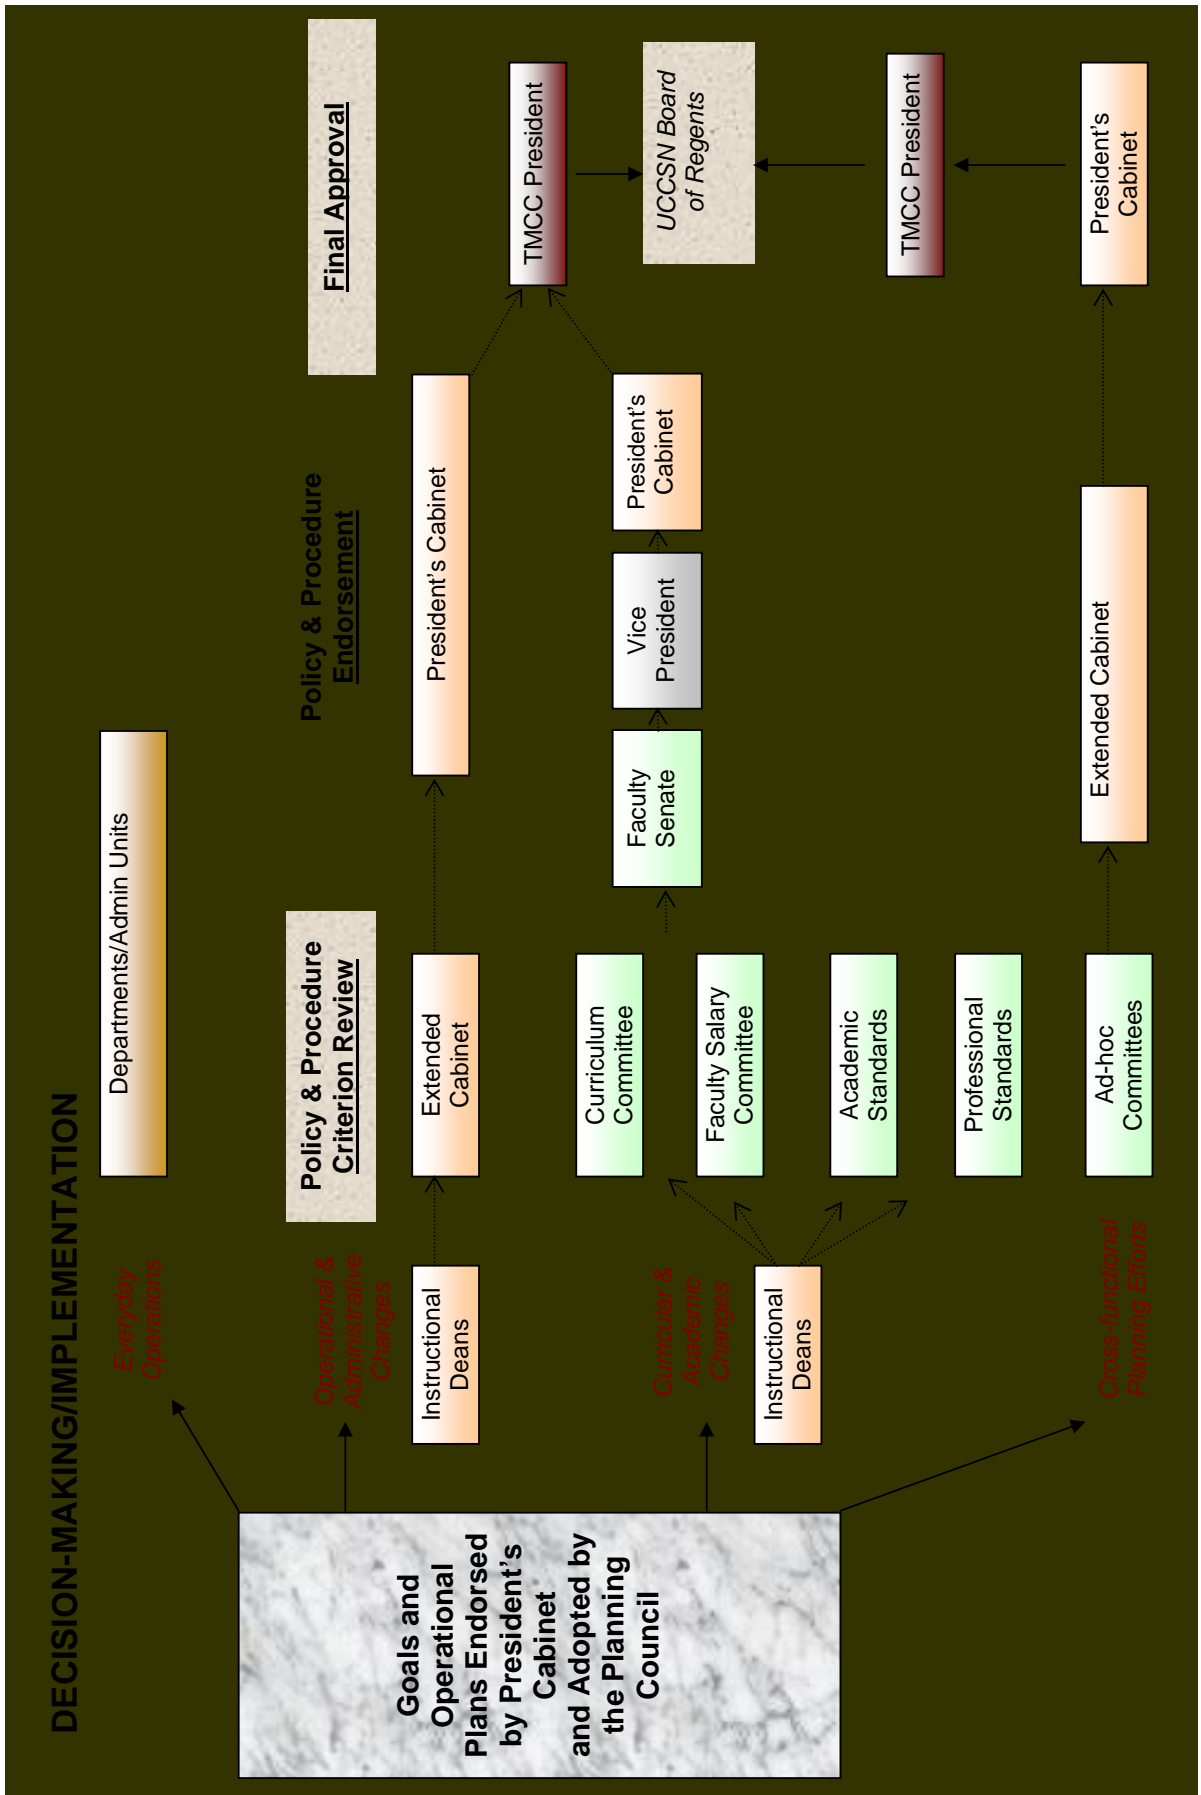 DECISION-MAKING/IMPLEMENTATION
Goals and
Operational
Plans Endorsed
by President's
Cabinet
and Adopted by
the Planning
Council
Everyday
Operations
Departments/Admin Units
Policy & Procedure
Criterion Review
Policy & Procedure
Endorsement
Final Approval
Operational &
Administrative
Changes
Instructional
Deans
Extended
Cabinet
President's Cabinet
TMCC President
Curricular &
Academic
Changes
Instructional
Deans
Curriculum
Committee
Faculty Salary
Committee
Academic
Standards
Professional
Standards
Faculty
Senate
Vice
President
President's
Cabinet
UCCSN Board
of Regents
TMCC President
Cross-functional
Planning Efforts
Ad-hoc
Committees
Extended Cabinet
President's
Cabinet